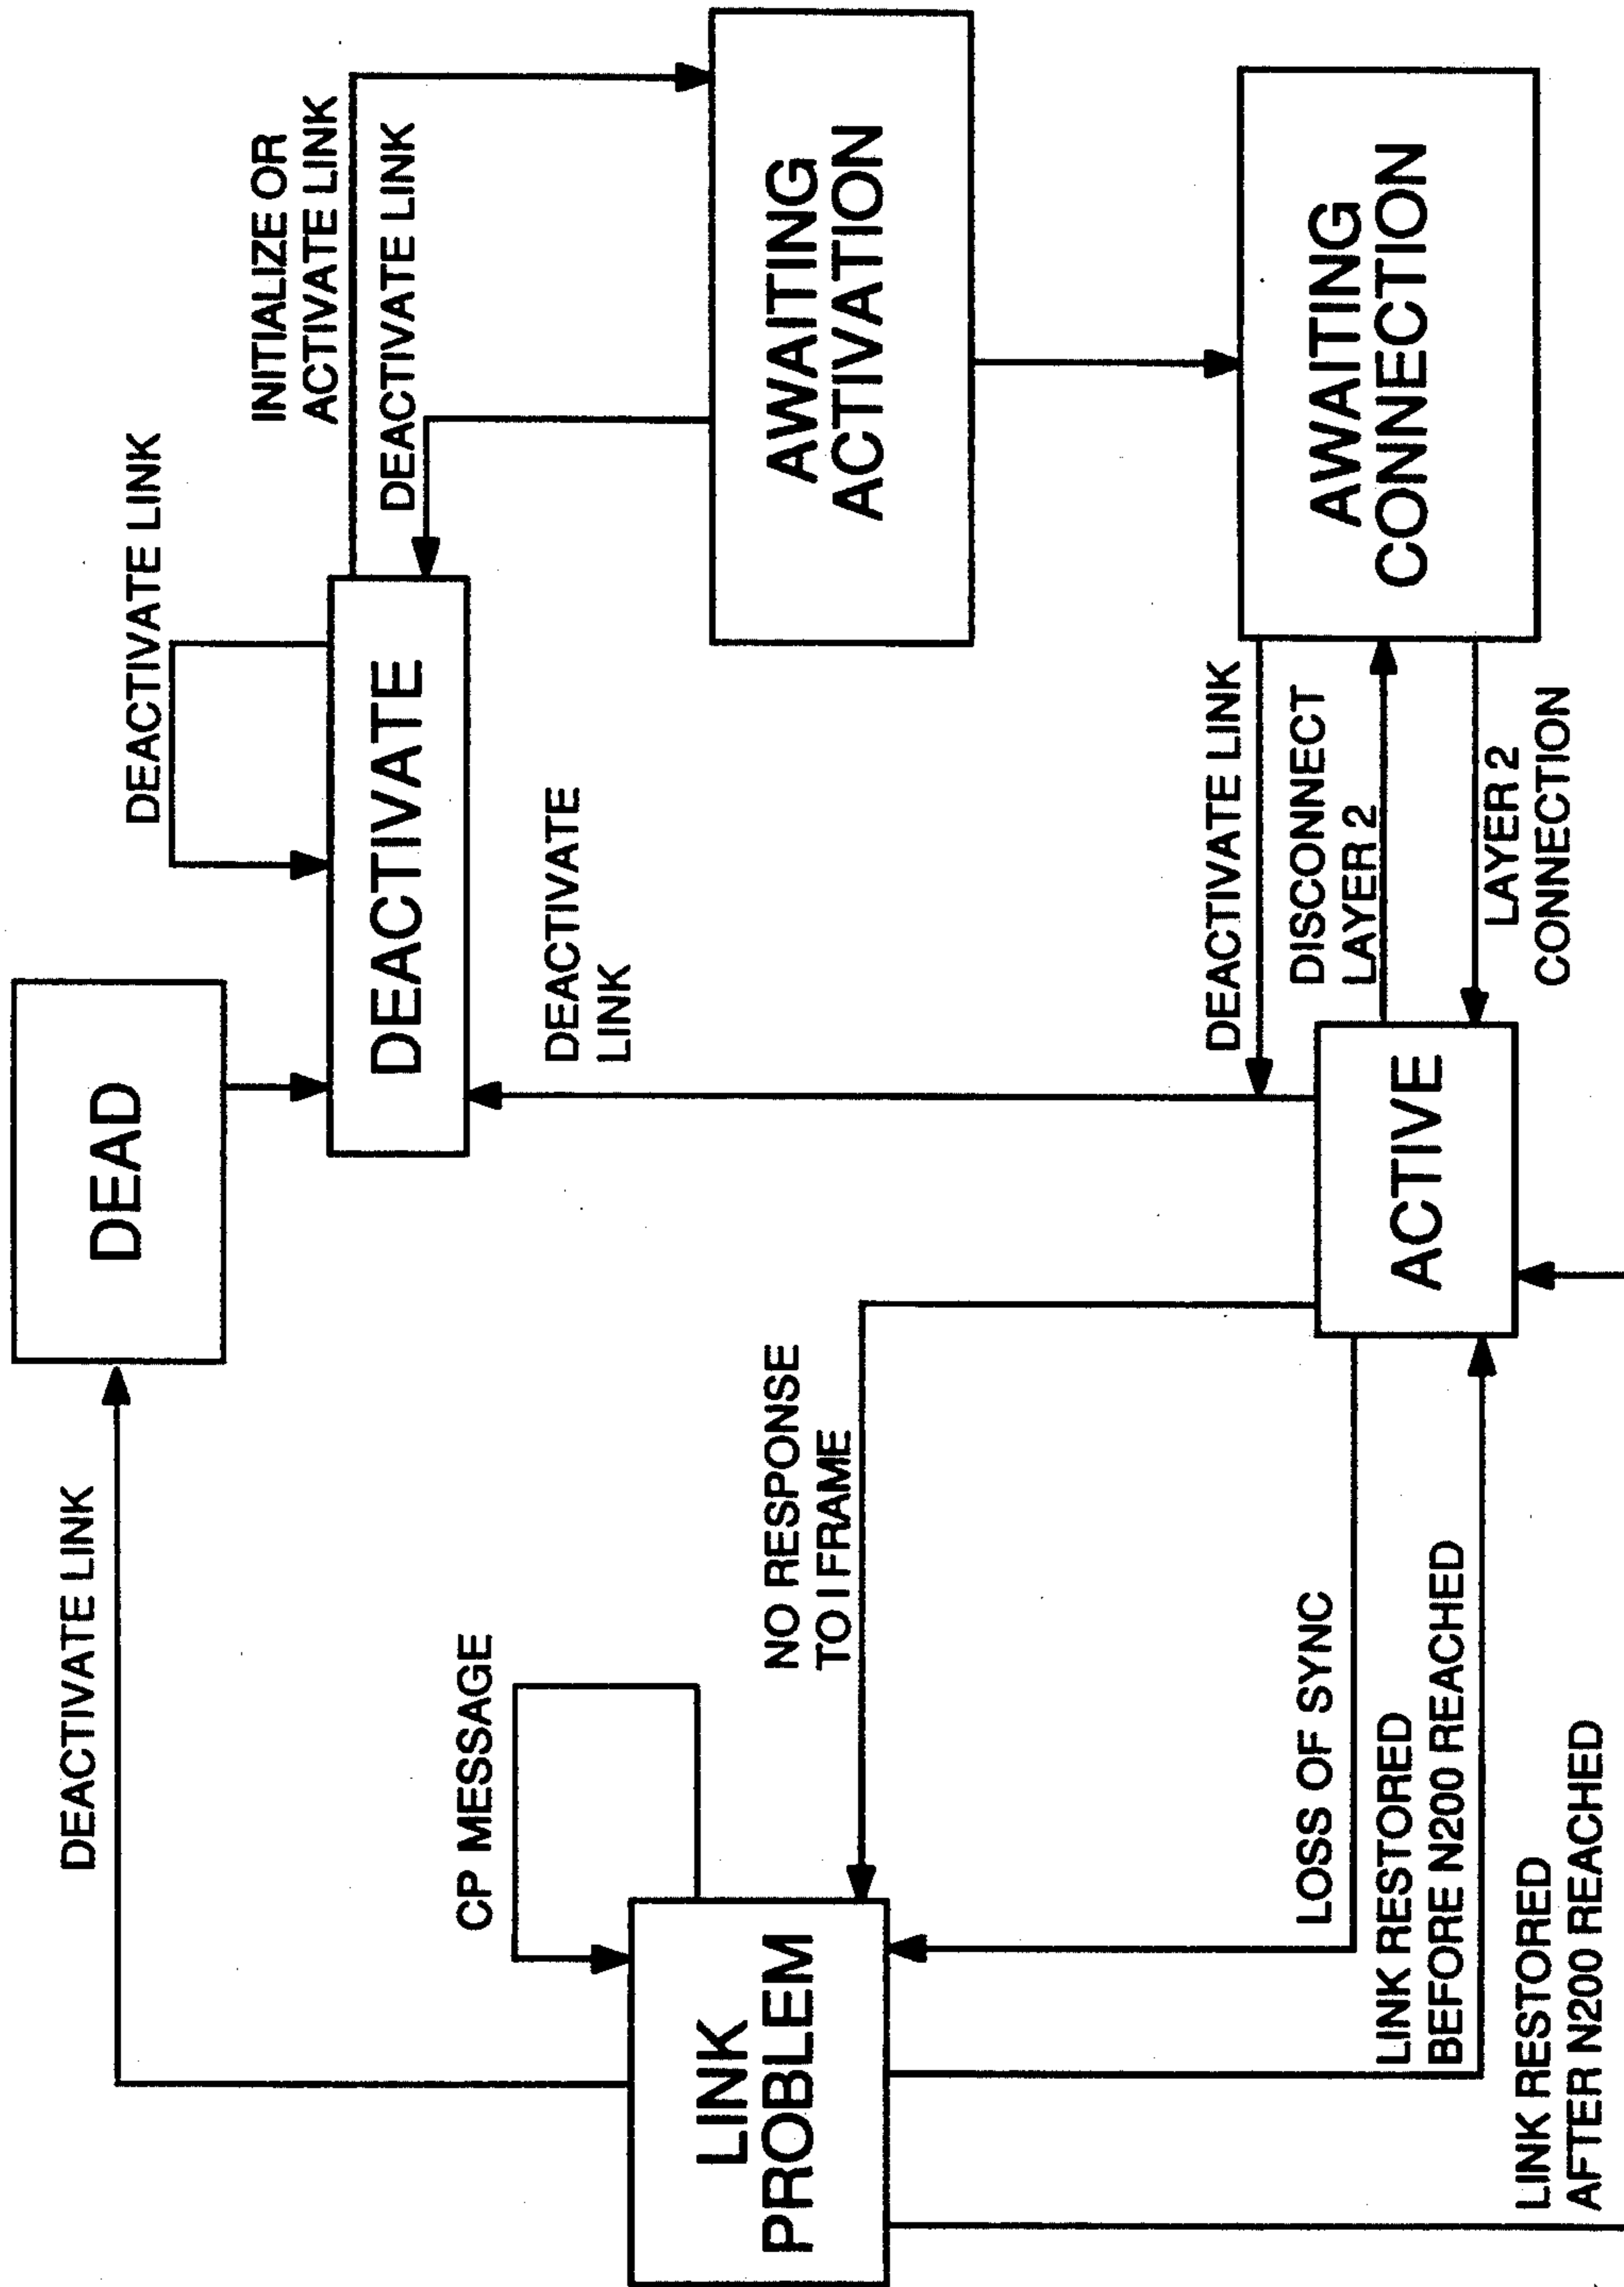 DEACTIVATE LINK
DEAD
DEACTIVATE LINK
INITIALIZE OR
ACTIVATE LINK
DEACTIVATE LINK
DEACTIVATE
CP MESSAGE
DEACTIVATE
LINK
LINK
PROBLEM
NO RESPONSE
TO I FRAME
AWAITING
ACTIVATION
DEACTIVATE LINK
DISCONNECT
LAYER 2
LOSS OF SYNC
LINK RESTORED
BEFORE N200 REACHED
ACTIVE
AWAITING
CONNECTION
LAYER 2
CONNECTION
LINK RESTORED
AFTER N200 REACHED